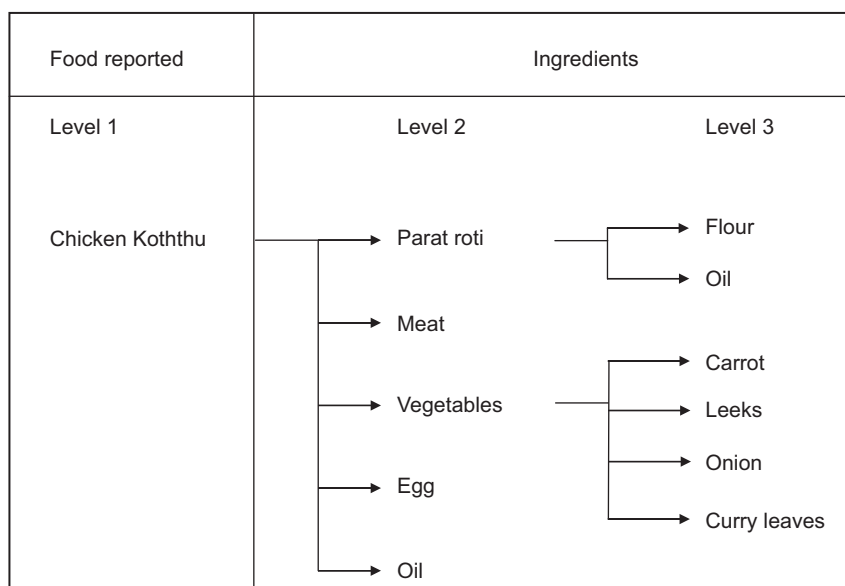 Food reported Ingredients
Level 1 Level 2 Level 3
Chicken Koththu Parat roti Flour
Oil
Meat
Carrot
Vegetables Leeks
Onion
Egg
Curry leaves
Oil